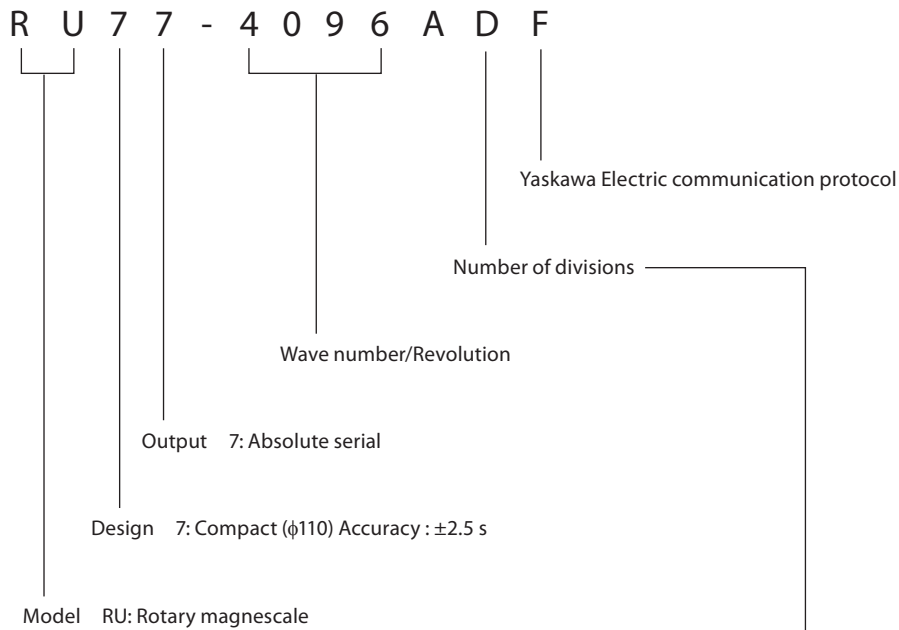 R U 7 7 - 4 0 9 6 A D F
Yaskawa Electric communication protocol
Number of divisions
Wave number/Revolution
Output 7: Absolute serial
Design 7: Compact (ϕ110) Accuracy : ±2.5 s
Model RU: Rotary magnescale